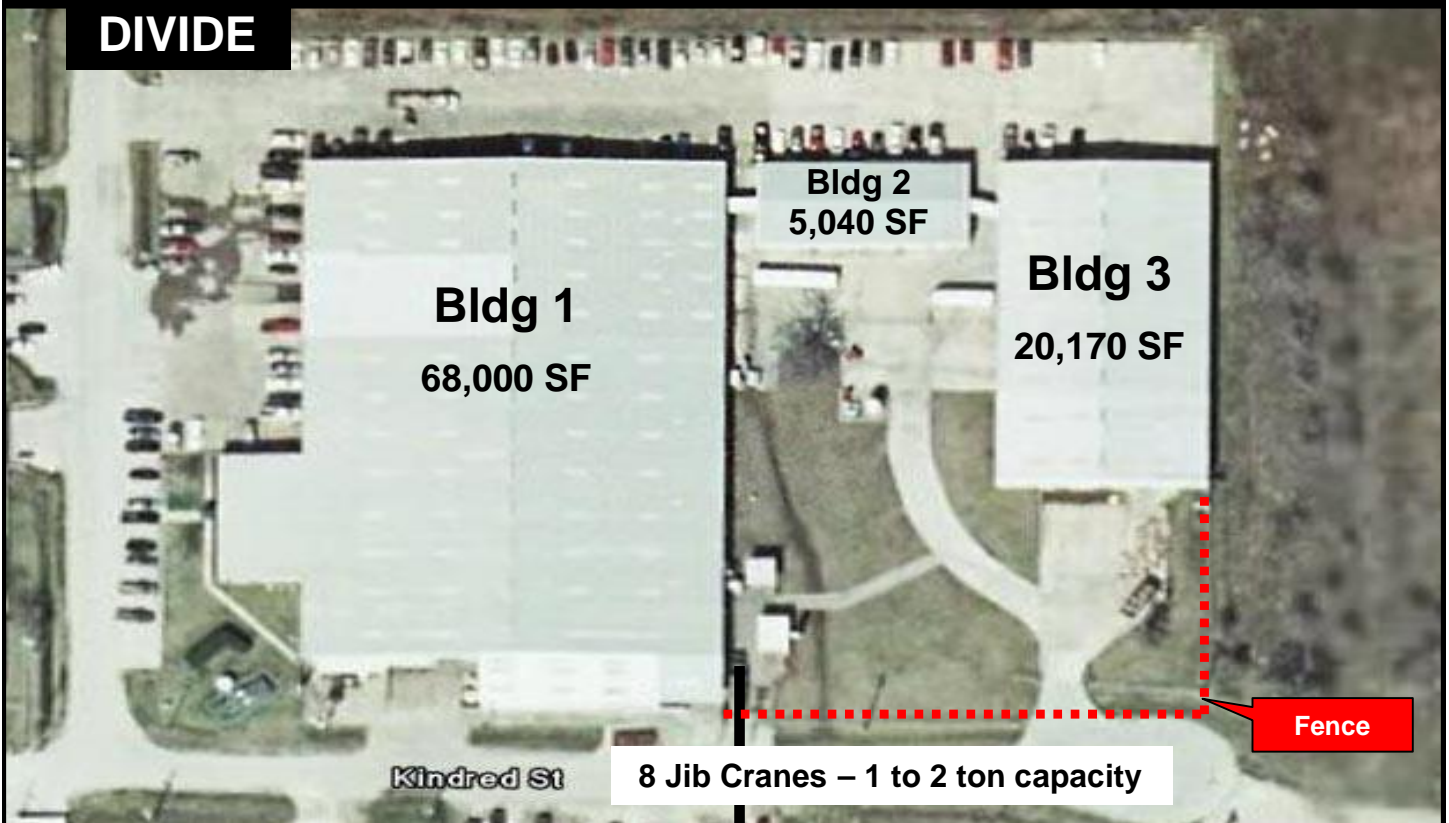 DIVIDE
Bldg 2
5,040 SF
Bldg 1
68,000 SF
Bldg 3
20,170 SF
Fence
Kindred St
8 Jib Cranes – 1 to 2 ton capacity